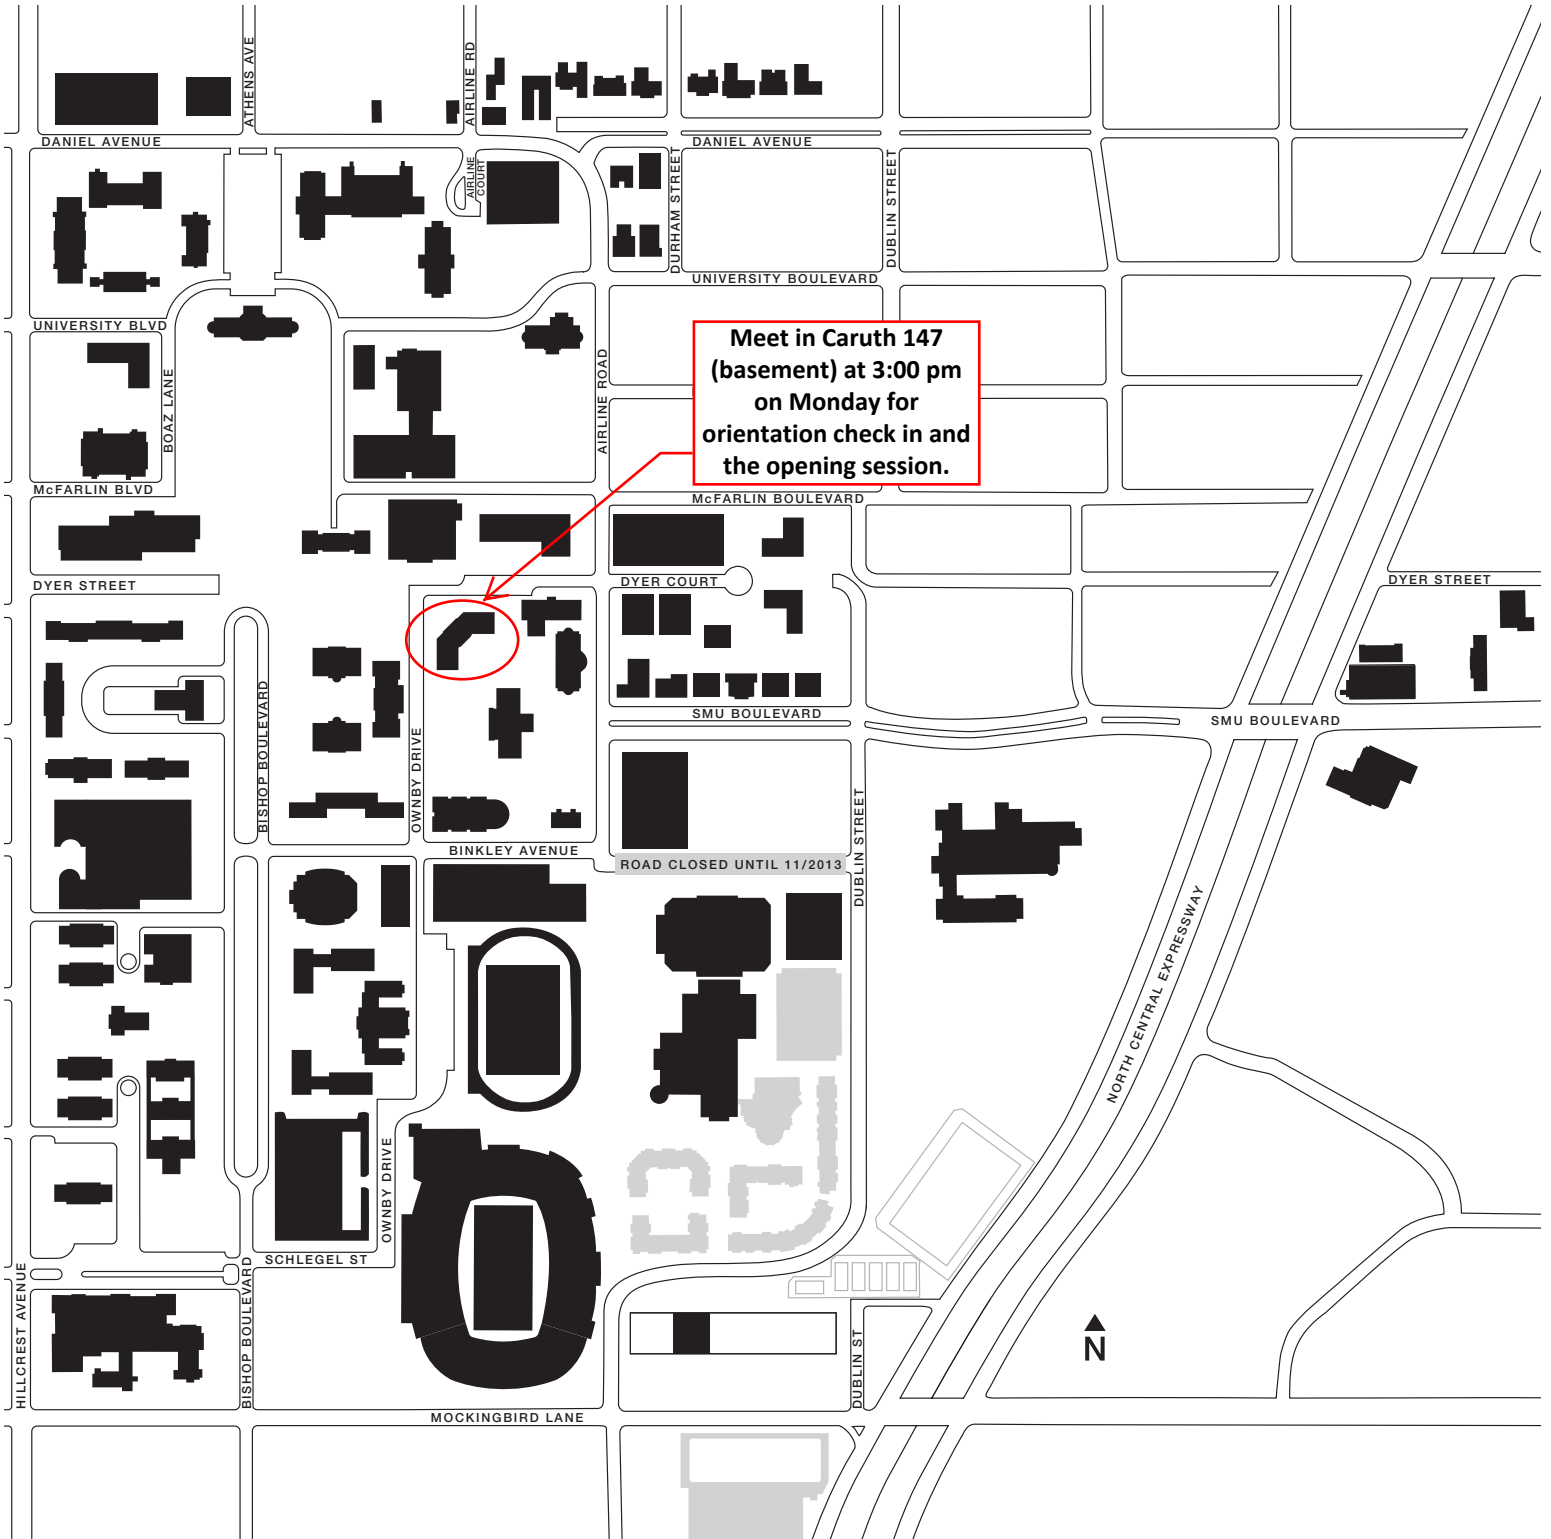 ATHENS AVE
AIRLINE RD
DANIEL AVENUE
DANIEL AVENUE
AIRLINE
COURT
DURHAM STREET
DUBLIN STREET
UNIVERSITY BOULEVARD
UNIVERSITY BLVD
BOAZ LANE
AIRLINE ROAD
Meet in Caruth 147
(basement) at 3:00 pm
on Monday for
orientation check in and
the opening session.
McFARLIN BLVD
McFARLIN BOULEVARD
DYER STREET
DYER COURT
DYER STREET
BISHOP BOULEVARD
OWNBY DRIVE
SMU BOULEVARD
SMU BOULEVARD
DUBLIN STREET
BINKLEY AVENUE
ROAD CLOSED UNTIL 11/2013
NORTH CENTRAL EXPRESSWAY
OWNBY DRIVE
SCHLEGEL ST
HILLCREST AVENUE
BISHOP BOULEVARD
DUBLIN ST
N
MOCKINGBIRD LANE